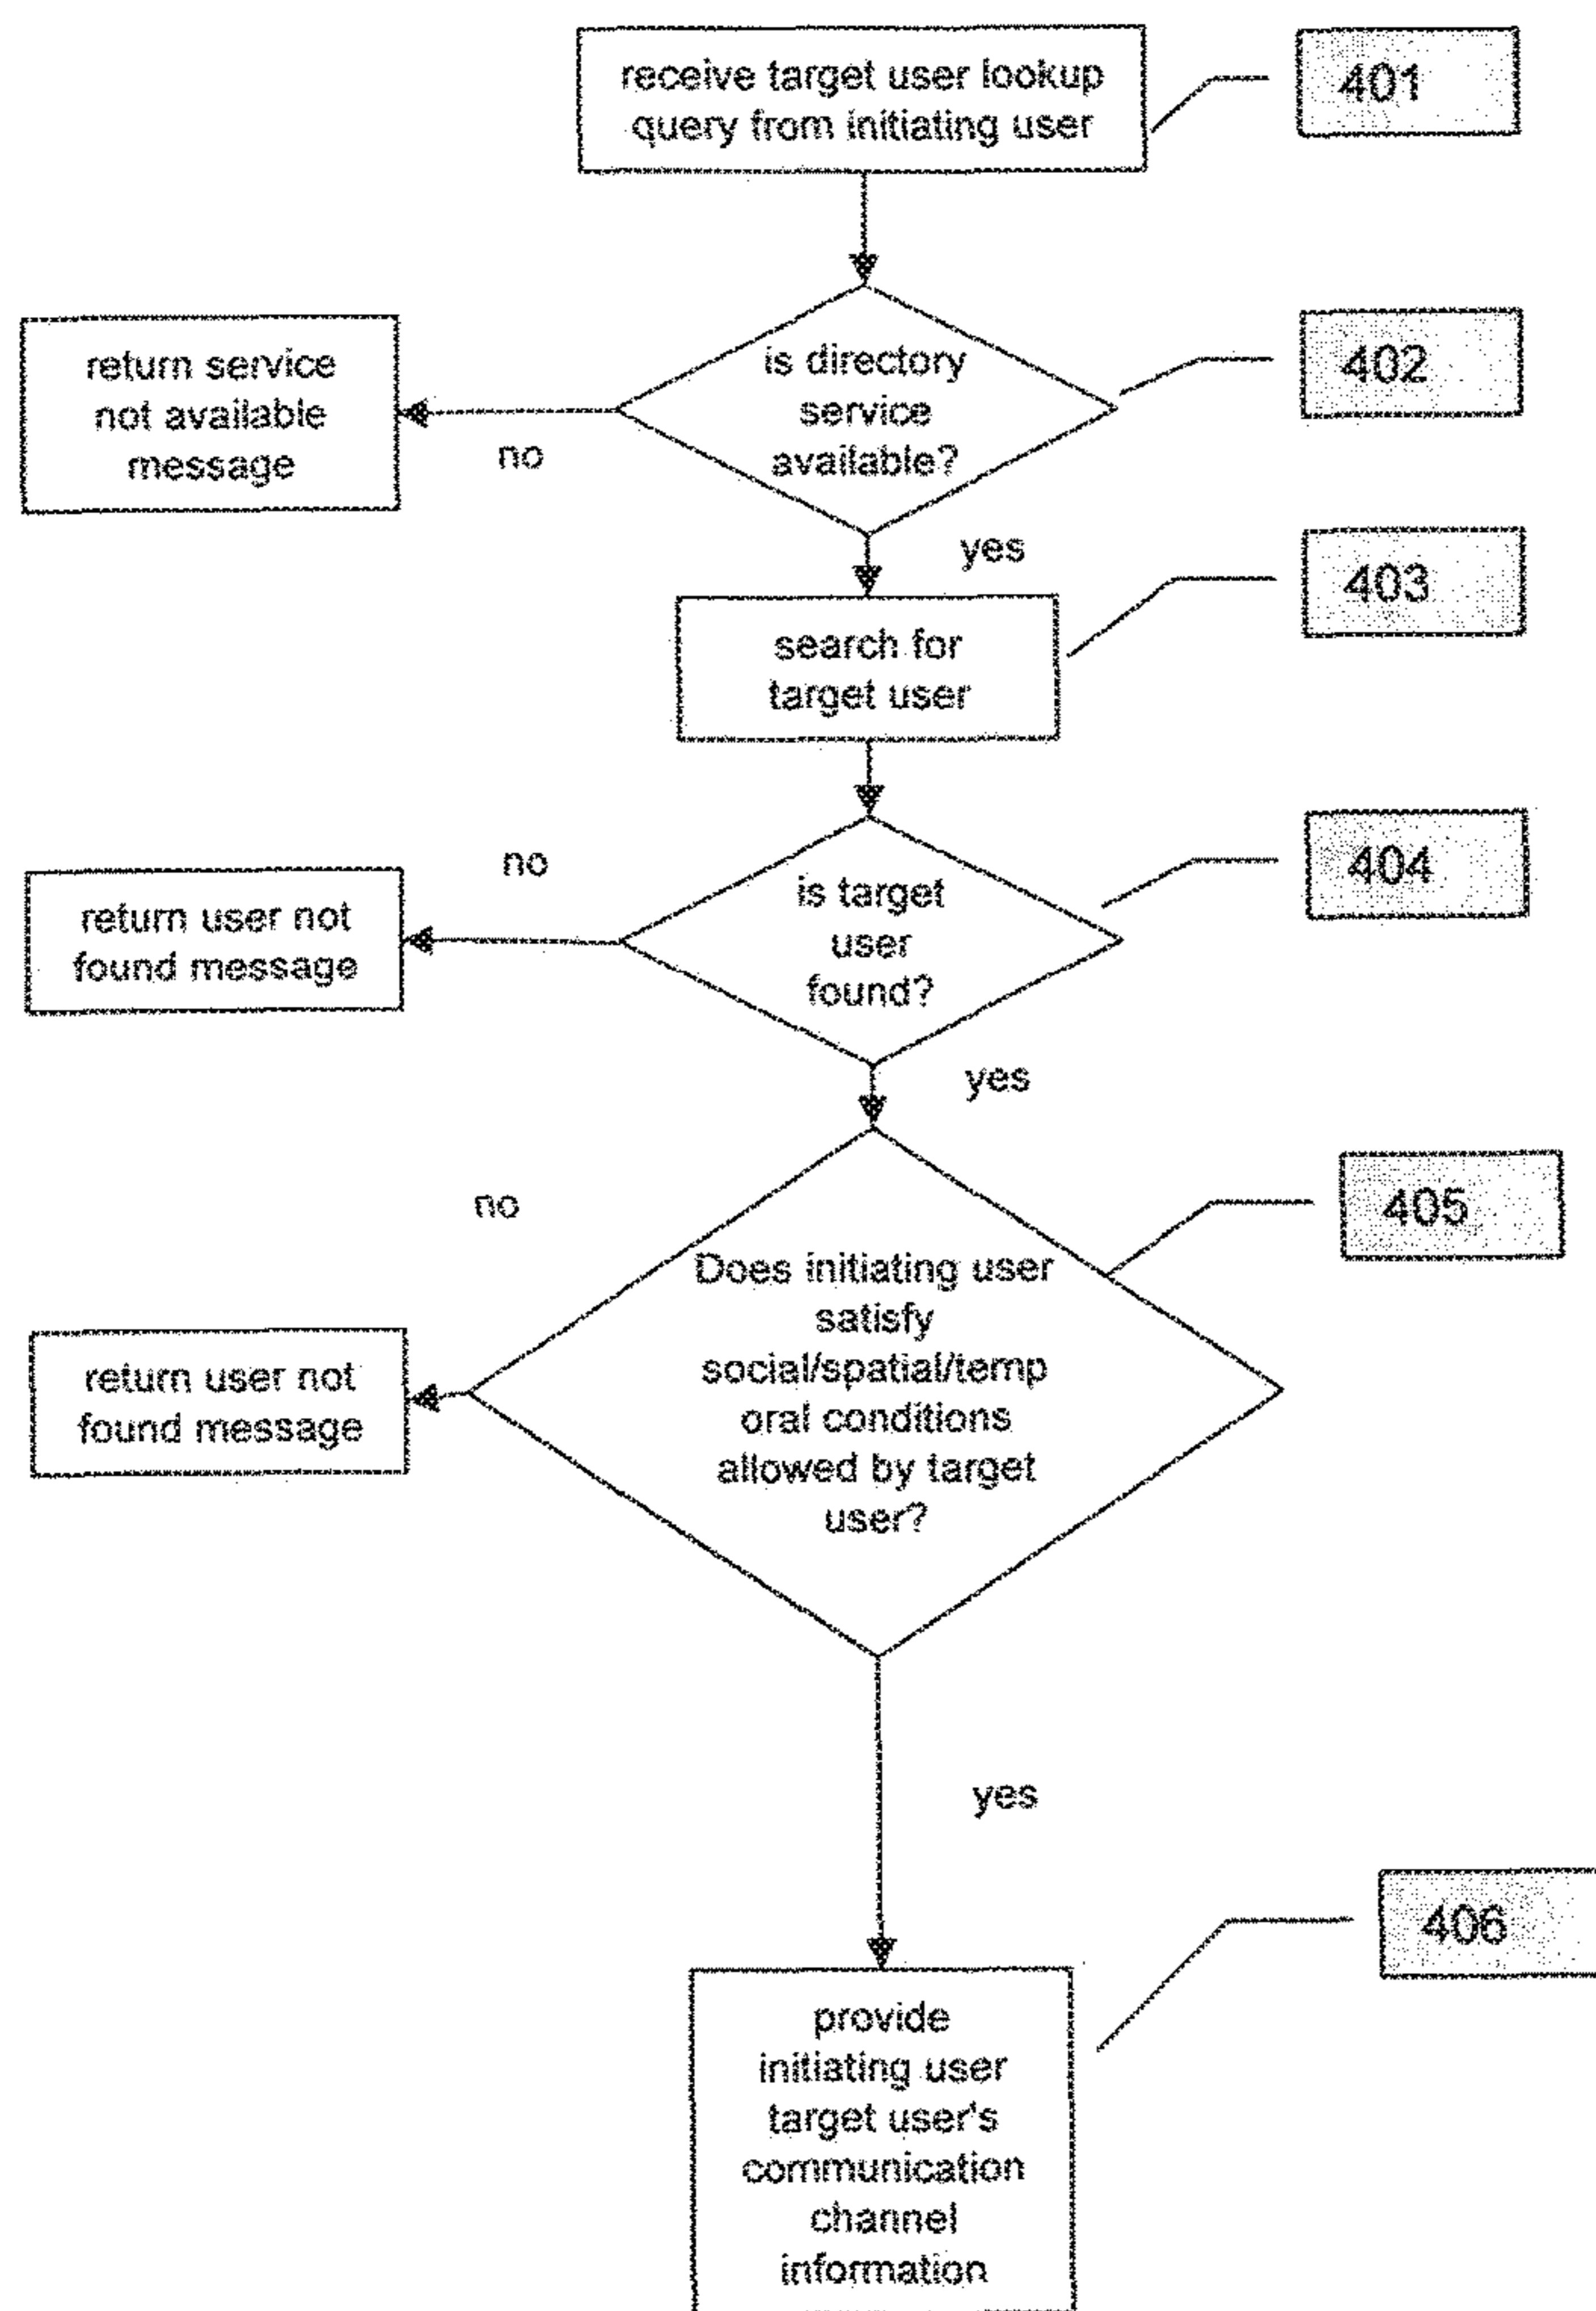 receive target user lookup
query from initiating user
401
return service
not available
message
no
is directory
service
available?
402
yes
search for
target user
403
no
return user not
found message
is target
user
found?
404
yes
no
return user not
found message
Does initiating user
satisfy
social/spatial/temp
oral conditions
allowed by target
user?
405
yes
provide
initiating user
target user's
communication
channel
information
406